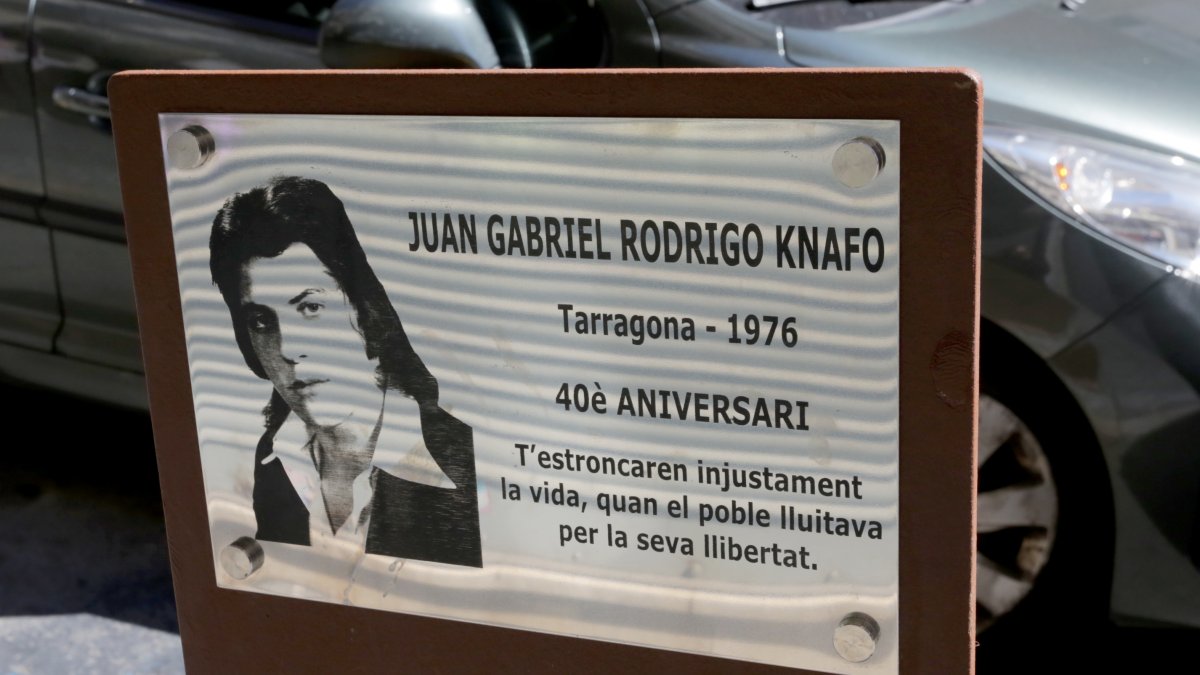 JUAN GABRIEL RODRIGO KNAFO
Tarragona - 1976
40è ANIVERSARI
T’estroncaren injustament
la vida, quan el poble lluitava
per la seva llibertat.